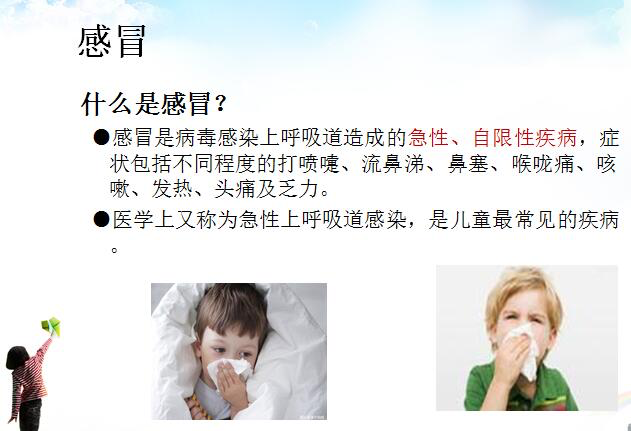 感冒
什么是感冒？
●感冒是病毒感染上呼吸道造成的急性、自限性疾病，症
状包括不同程度的打喷嚏、流鼻涕、鼻塞、喉咙痛、咳
嗽、发热、头痛及乏力。
●医学上又称为急性上呼吸道感染，是儿童最常见的疾病
。